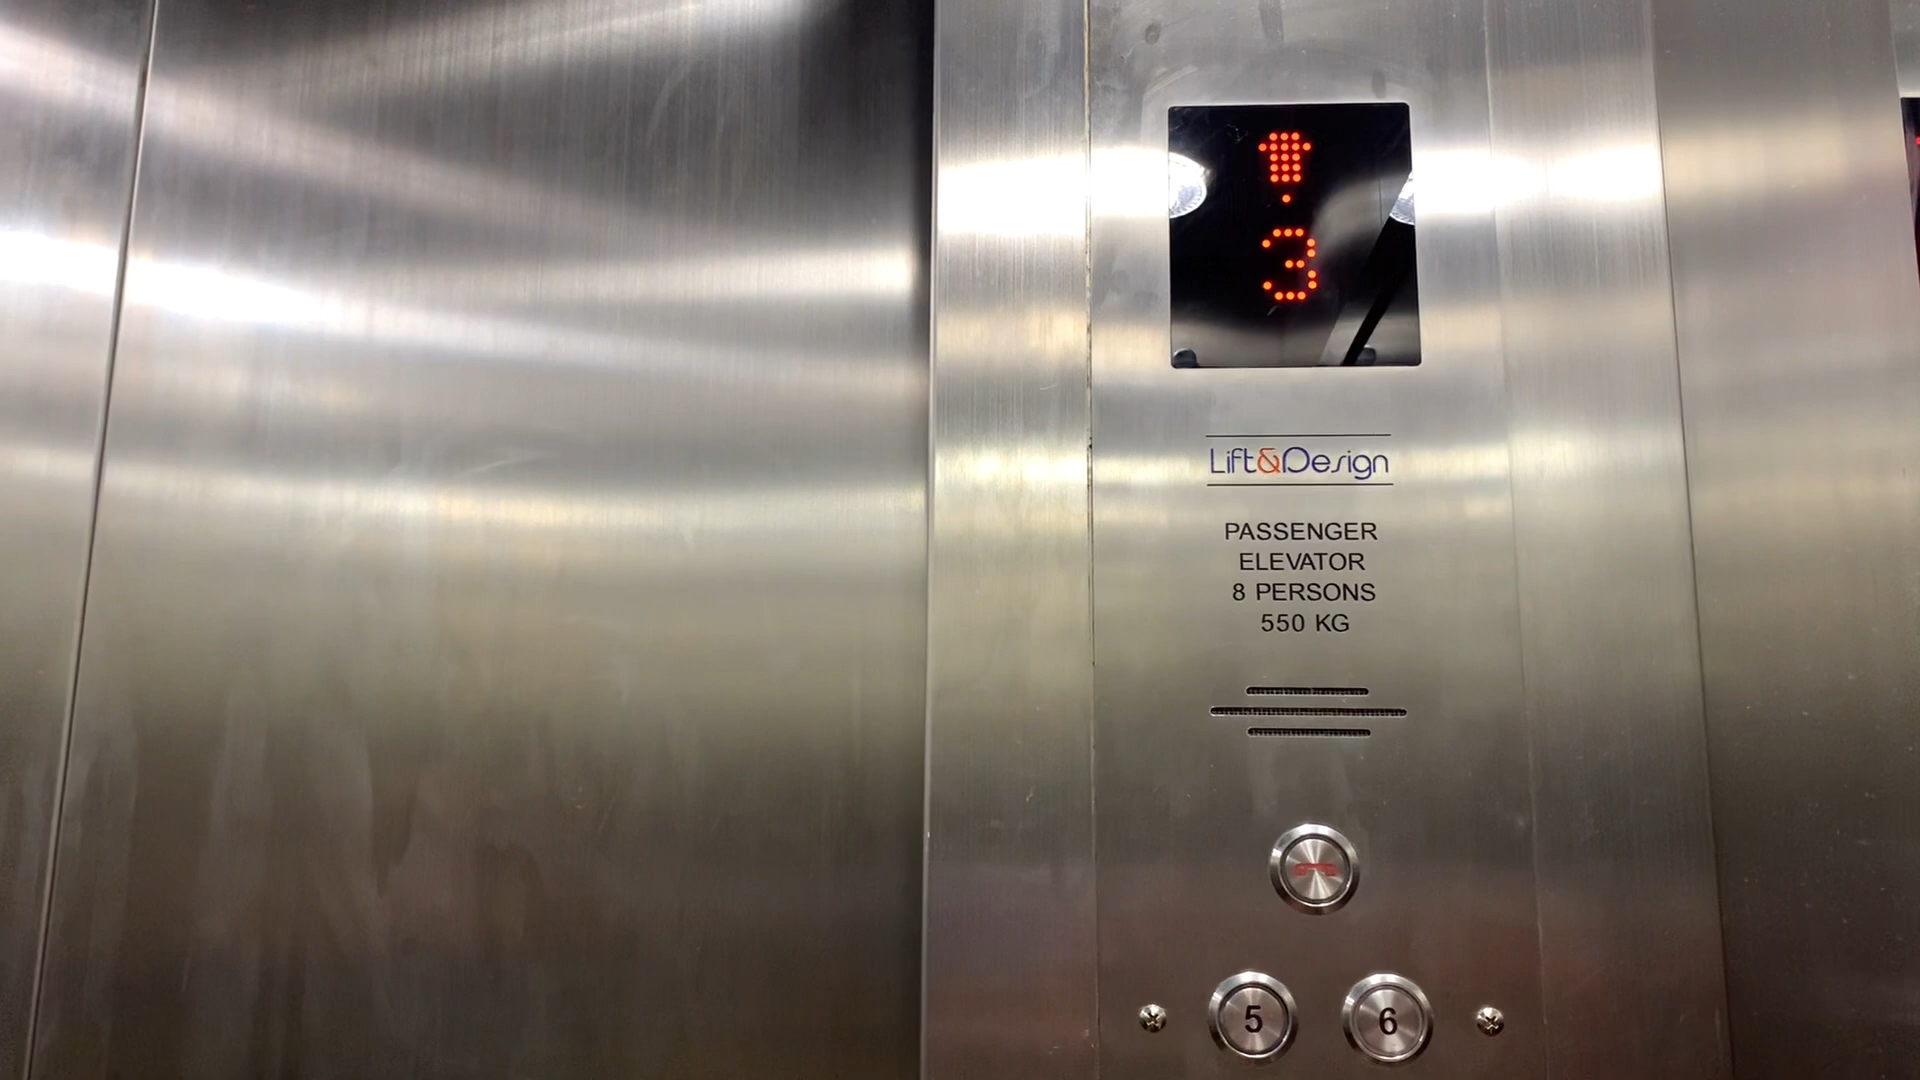 3
Lift&Design
PASSENGER
ELEVATOR
8 PERSONS
550 KG
5 6